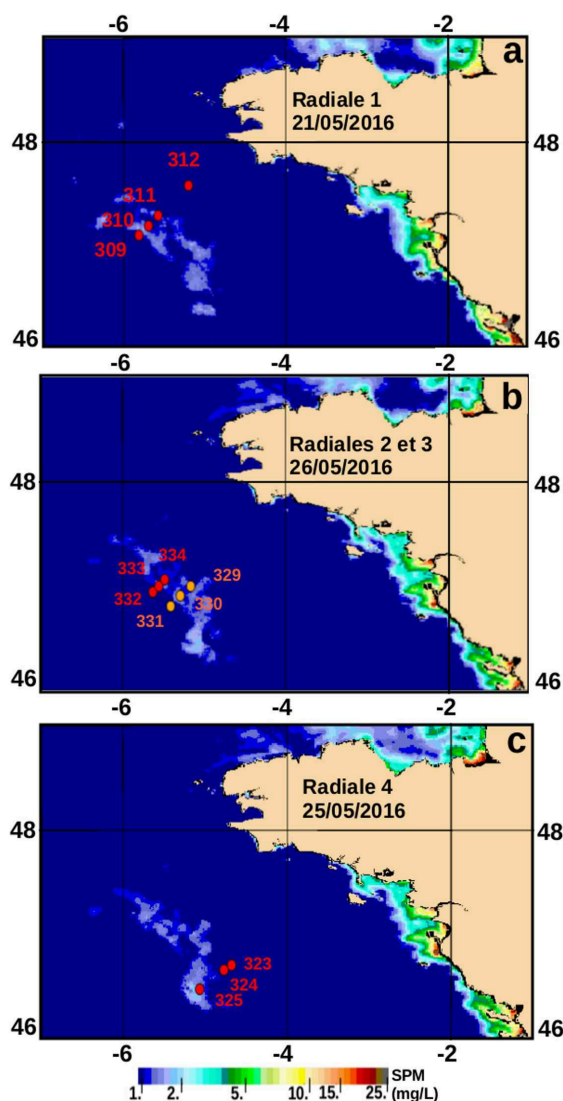 -6 -4 -2
a
Radiale 1
21/05/2016
48 48
312
311
310
309
46 46
-6 -4 -2
b
Radiales 2 et 3
26/05/2016
48 48
334
333 329
332 330
331
46 46
-6 -4 -2
c
Radiale 4
25/05/2016
48 48
323
324
325
46 46
-6 -4 -2
1. 2. 5. 10. 15. 25. SPM
(mg/L)